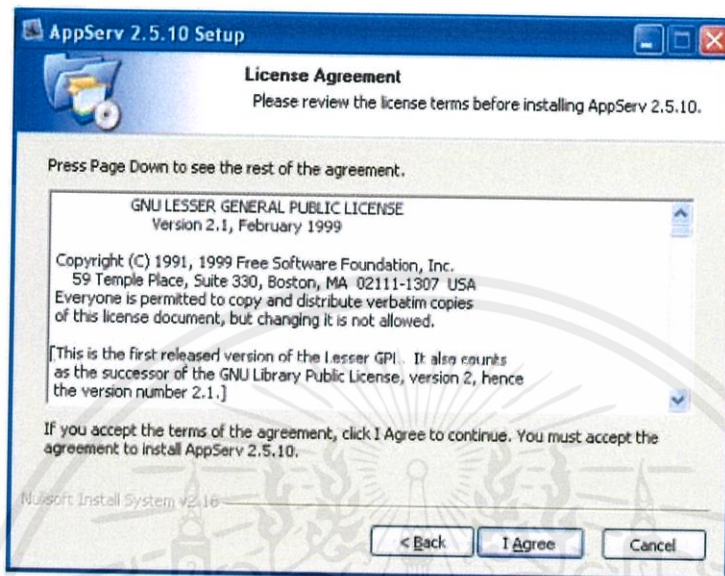 AppServ 2.5.10 Setup
License Agreement
Please review the license terms before installing AppServ 2.5.10.
Press Page Down to see the rest of the agreement.
GNU LESSER GENERAL PUBLIC LICENSE
Version 2.1, February 1999
Copyright (C) 1991, 1999 Free Software Foundation, Inc.
59 Temple Place, Suite 330, Boston, MA 02111-1307 USA
Everyone is permitted to copy and distribute verbatim copies
of this license document, but changing it is not allowed.
[This is the first released version of the Lesser GPL. It also counts
as the successor of the GNU Library Public License, version 2, hence
the version number 2.1.]
If you accept the terms of the agreement, click I Agree to continue. You must accept the
agreement to install AppServ 2.5.10.
Nullsoft Install System v2.16
< Back
I Agree
Cancel